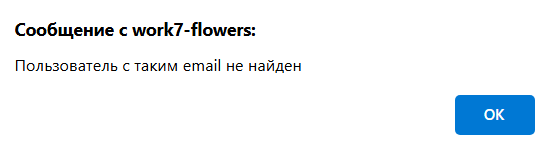 Сообщение с work7-flowers:
Пользователь с таким email не найден
OK